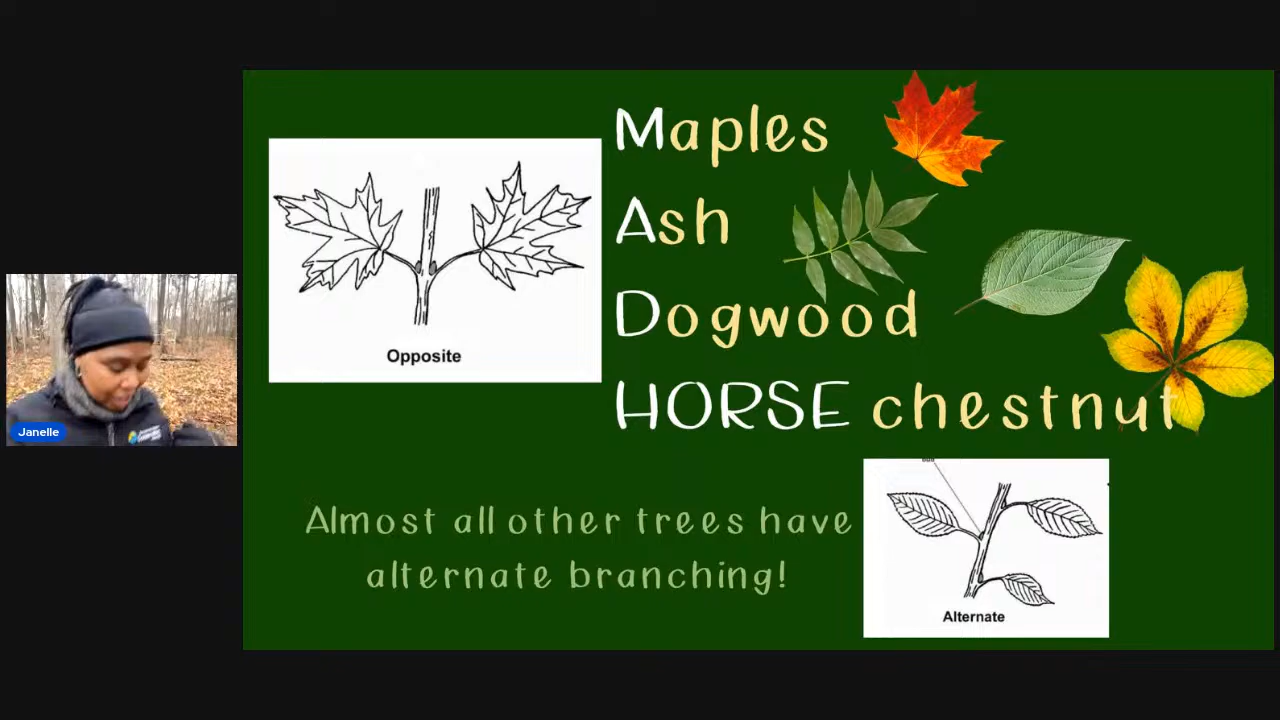 Maples
Ash
Dogwood
HORSE chestnut
Opposite
Almost all other trees have
alternate branching!
Alternate
Janelle